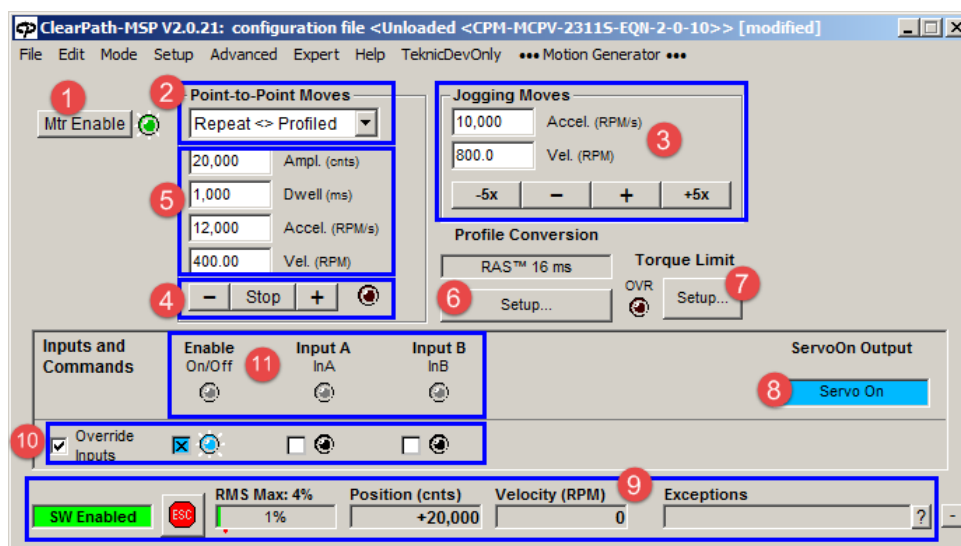 ClearPath-MSP V2.0.21: configuration file <Unloaded <CPM-MCPV-2311S-EQN-2-0-10>> [modified]
File Edit Mode Setup Advanced Expert Help TeknicDevOnly ●●● Motion Generator ●●●
1
Mtr Enable
2
Point-to-Point Moves
Repeat <> Profiled
5
20,000 Ampl. (cnts)
1,000 Dwell (ms)
12,000 Accel. (RPM/s)
400.00 Vel. (RPM)
4
– Stop +
Jogging Moves
10,000 Accel. (RPM/s)
800.0 Vel. (RPM)
3
-5x – + +5x
Profile Conversion
RAS™ 16 ms
6
Setup...
Torque Limit
OVR
Setup...
7
Inputs and
Commands
Enable
On/Off
11
Input A
InA
Input B
InB
ServoOn Output
8
Servo On
10
Override
Inputs
SW Enabled
ESC
RMS Max: 4%
1%
Position (cnts)
+20,000
Velocity (RPM)
0
9
Exceptions
?
-